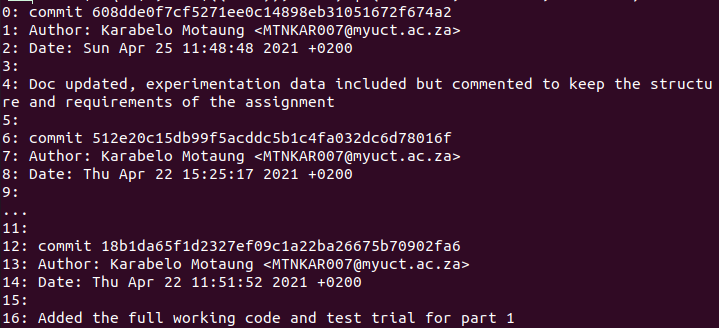 0: commit 608dde0f7cf5271ee0c14898eb31051672f674a2
1: Author: Karabelo Motaung <MTNKAR007@myuct.ac.za>
2: Date: Sun Apr 25 11:48:48 2021 +0200
3:
4: Doc updated, experimentation data included but commented to keep the structu
re and requirements of the assignment
5:
6: commit 512e20c15db99f5acddc5b1c4fa032dc6d78016f
7: Author: Karabelo Motaung <MTNKAR007@myuct.ac.za>
8: Date: Thu Apr 22 15:25:17 2021 +0200
9:
...
11:
12: commit 18b1da65f1d2327ef09c1a22ba26675b70902fa6
13: Author: Karabelo Motaung <MTNKAR007@myuct.ac.za>
14: Date: Thu Apr 22 11:51:52 2021 +0200
15:
16: Added the full working code and test trial for part 1